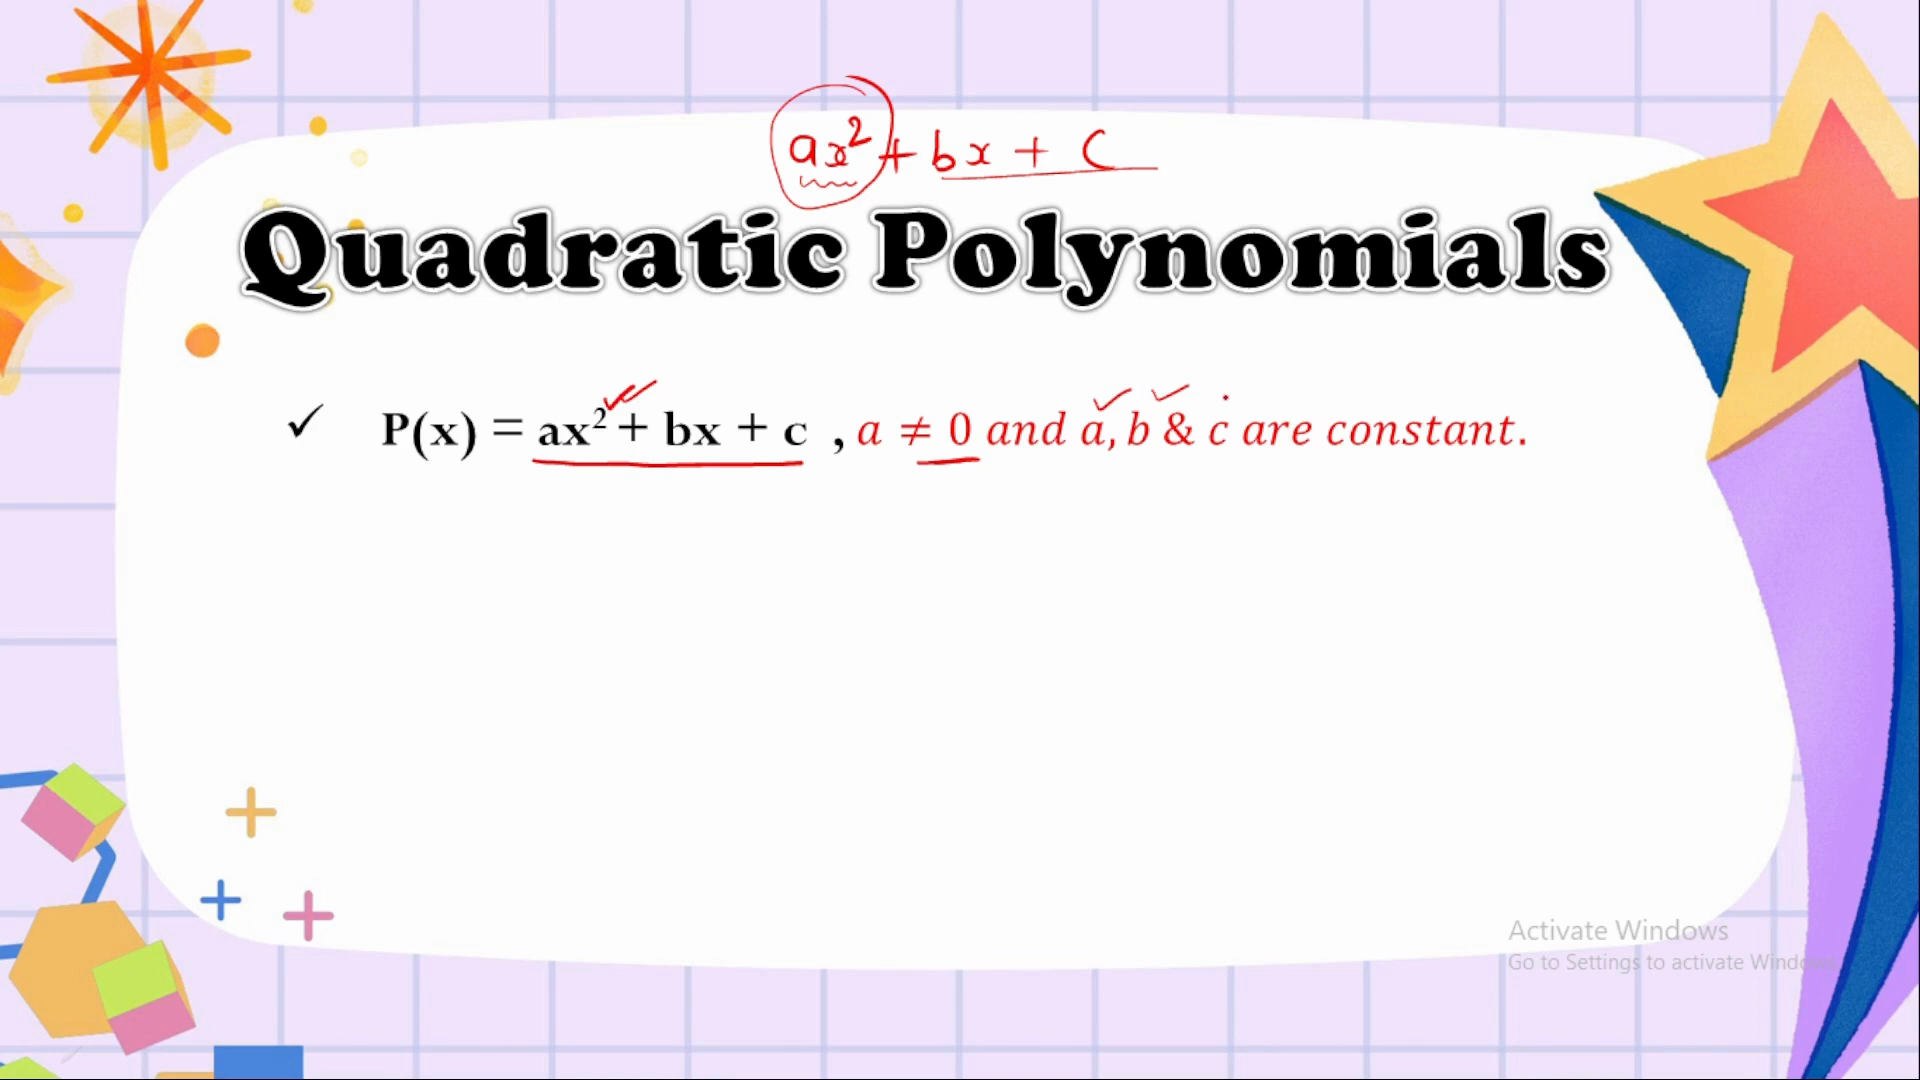 ax² + bx + c
Quadratic Polynomials
✓ P(x) = ax² + bx + c , a ≠ 0 and a, b & c are constant.
Activate Windows
Go to Settings to activate Windows